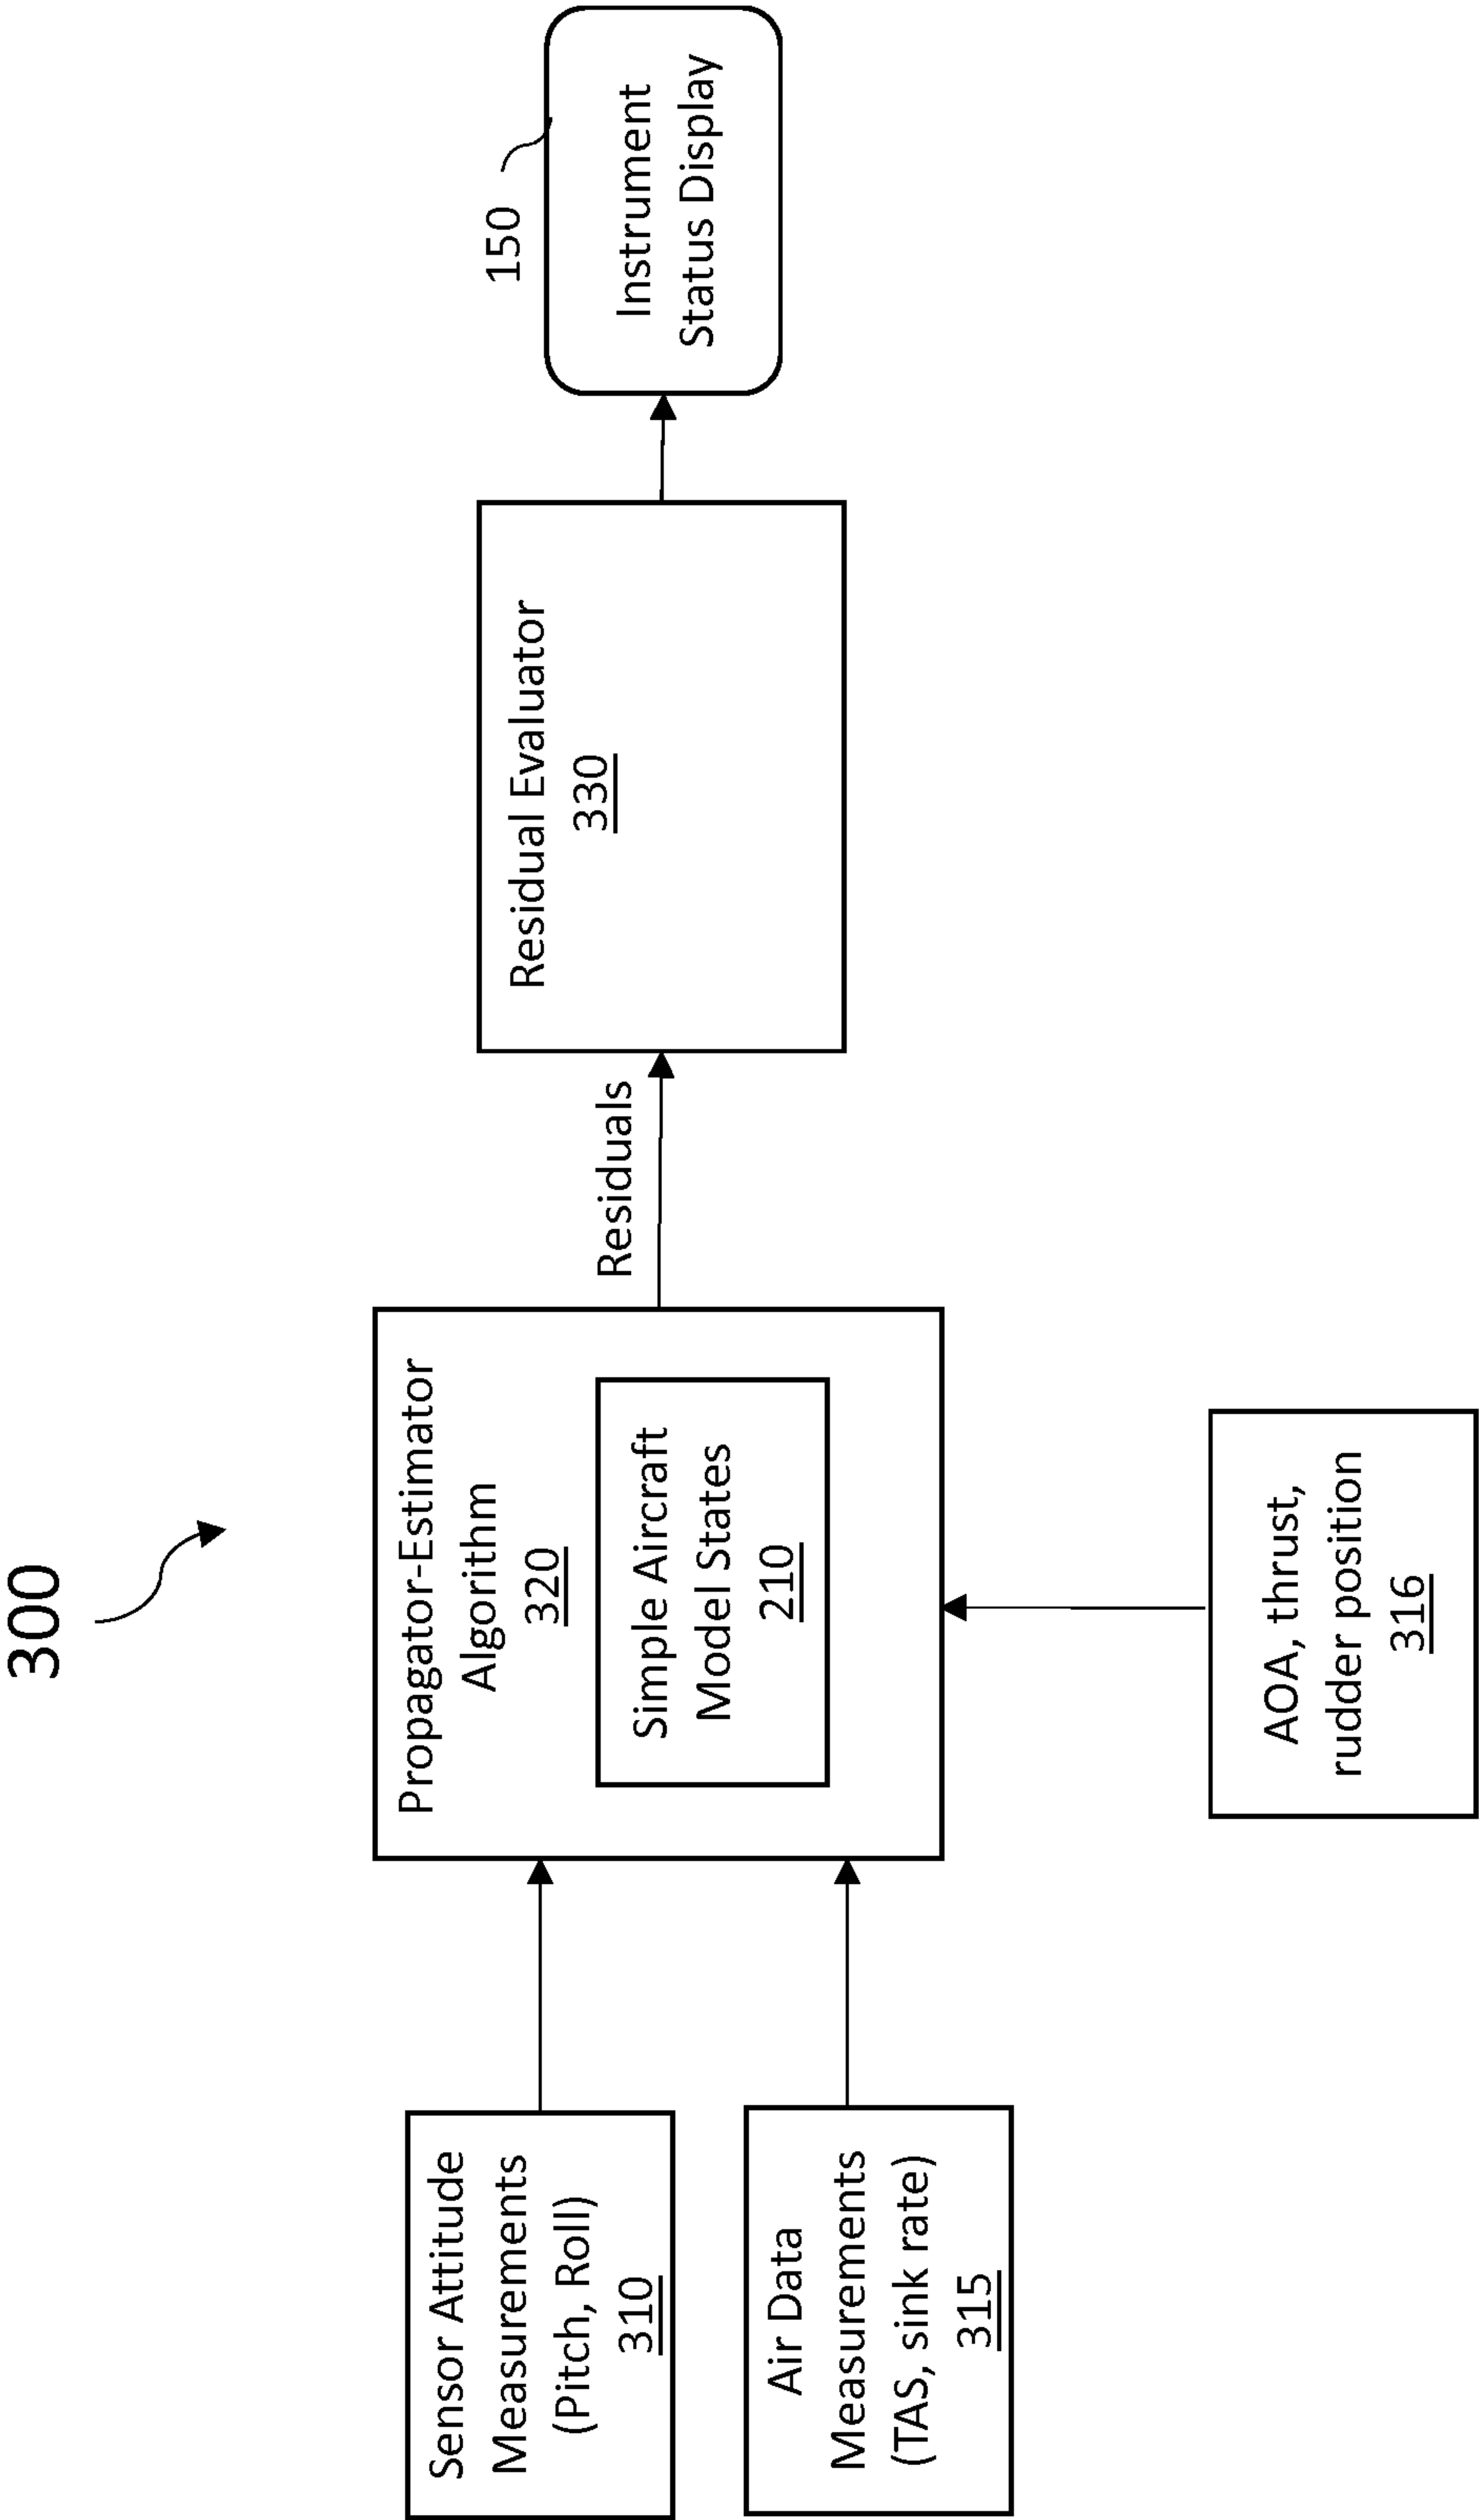 300
Sensor Attitude
Measurements
(Pitch, Roll)
310
Air Data
Measurements
(TAS, sink rate)
315
Propagator-Estimator
Algorithm
320
Simple Aircraft
Model States
210
AOA, thrust,
rudder position
316
Residuals
Residual Evaluator
330
150
Instrument
Status Display